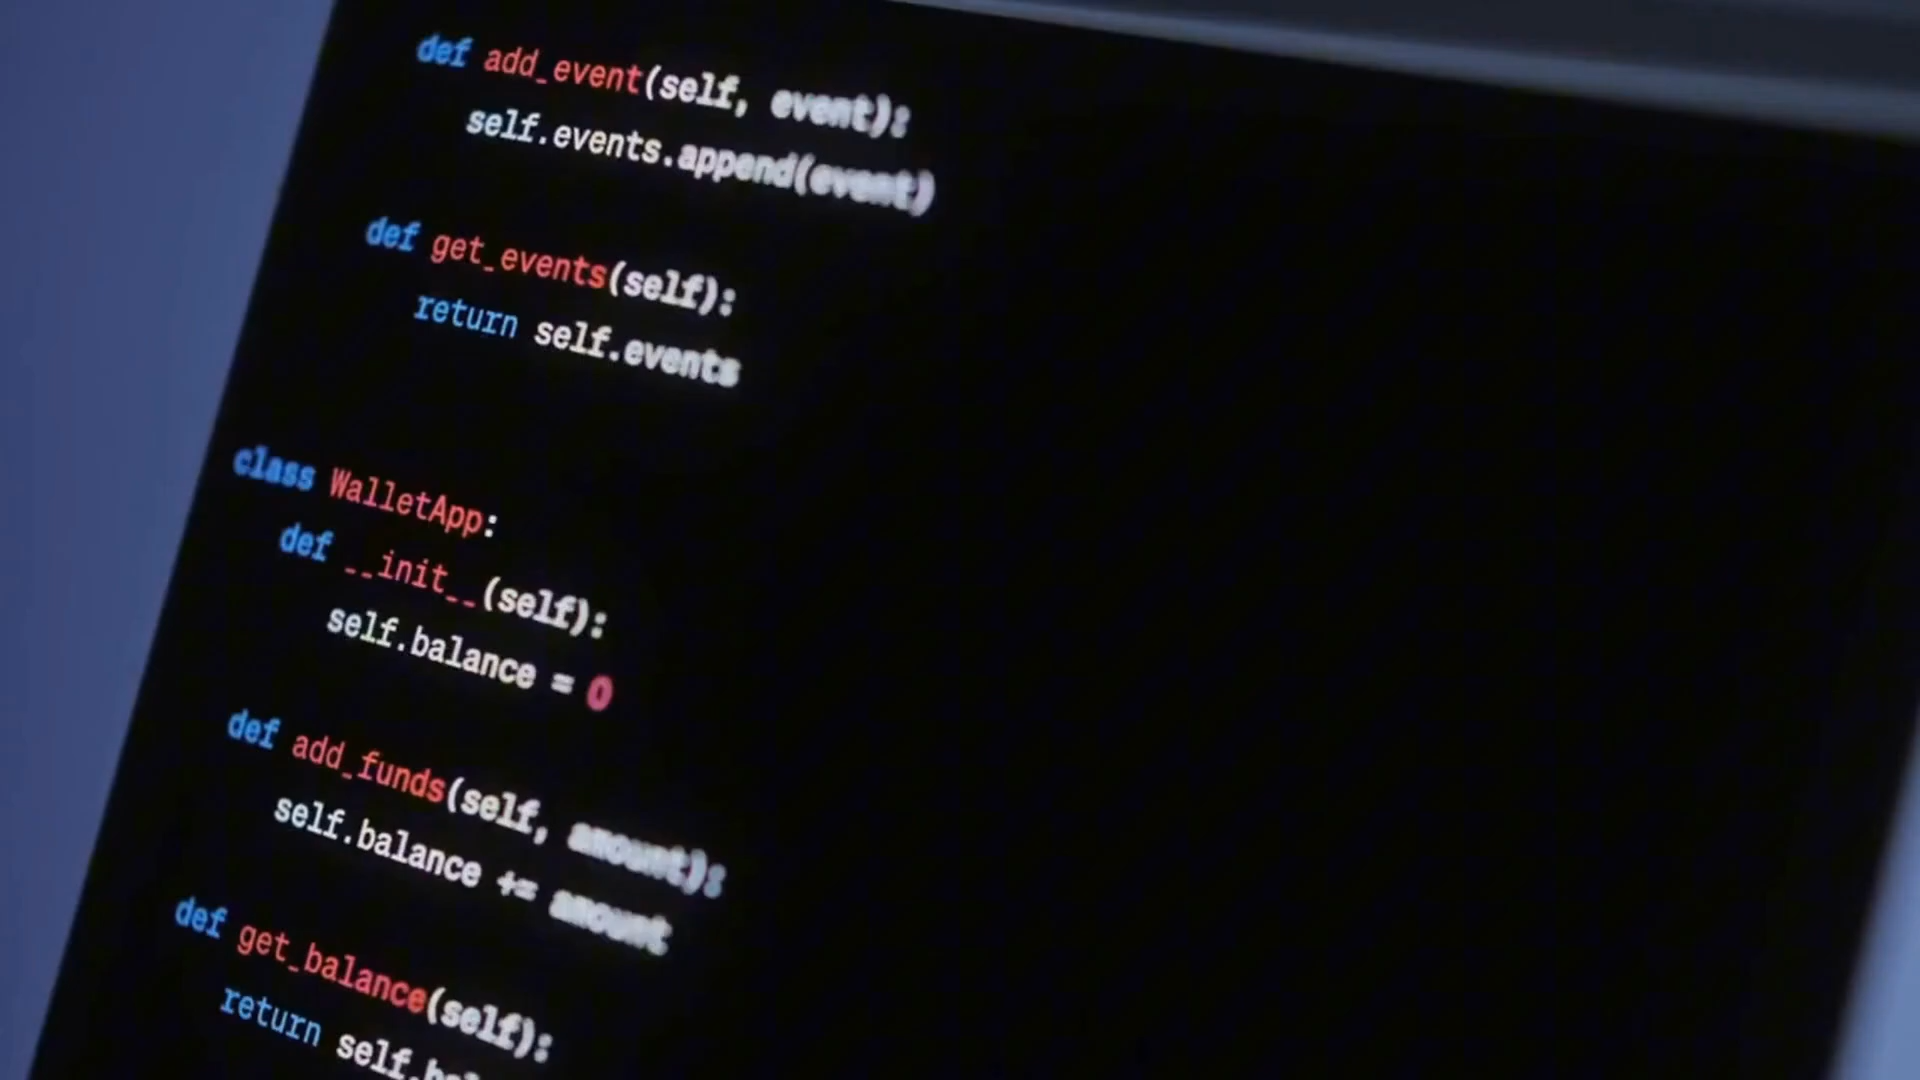 def add_event(self, event):
self.events.append(event)
def get_events(self):
return self.events
class WalletApp:
def __init__(self):
self.balance = 0
def add_funds(self, amount):
self.balance += amount
def get_balance(self):
return